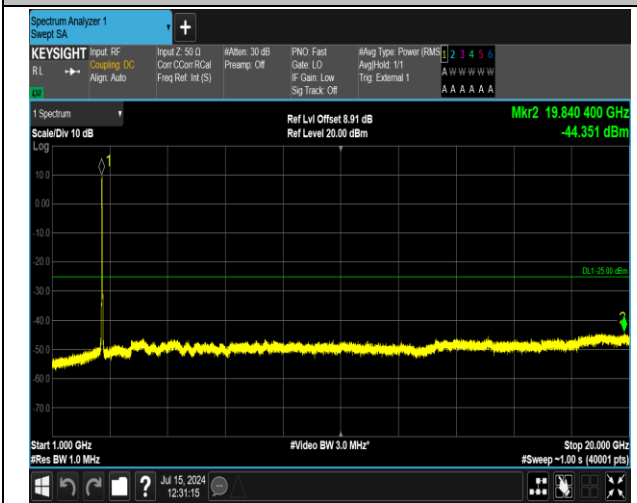 Spectrum Analyzer 1
Swept SA
+
KEYSIGHT
RL
Input: RF
Coupling: DC
Align: Auto
Input Z: 50 Ω
Corr CCorr RCal
Freq Ref: Int (S)
#Atten: 30 dB
Preamp: Off
PNO: Fast
Gate: LO
IF Gain: Low
Sig Track: Off
#Avg Type: Power (RMS
Avg|Hold: 1/1
Trig: External 1
1 2 3 4 5 6
A W W W W W
A A A A A A
1 Spectrum
Scale/Div 10 dB
Ref Lvl Offset 8.91 dB
Ref Level 20.00 dBm
Mkr2 19.840 400 GHz
-44.351 dBm
Log
1
10.0
0.00
-10.0
-20.0
DL1 -25.00 dBm
-30.0
-40.0
2
-50.0
-60.0
-70.0
Start 1.000 GHz
#Res BW 1.0 MHz
#Video BW 3.0 MHz*
Stop 20.000 GHz
#Sweep ~1.00 s (40001 pts)
?
Jul 15, 2024
12:31:15